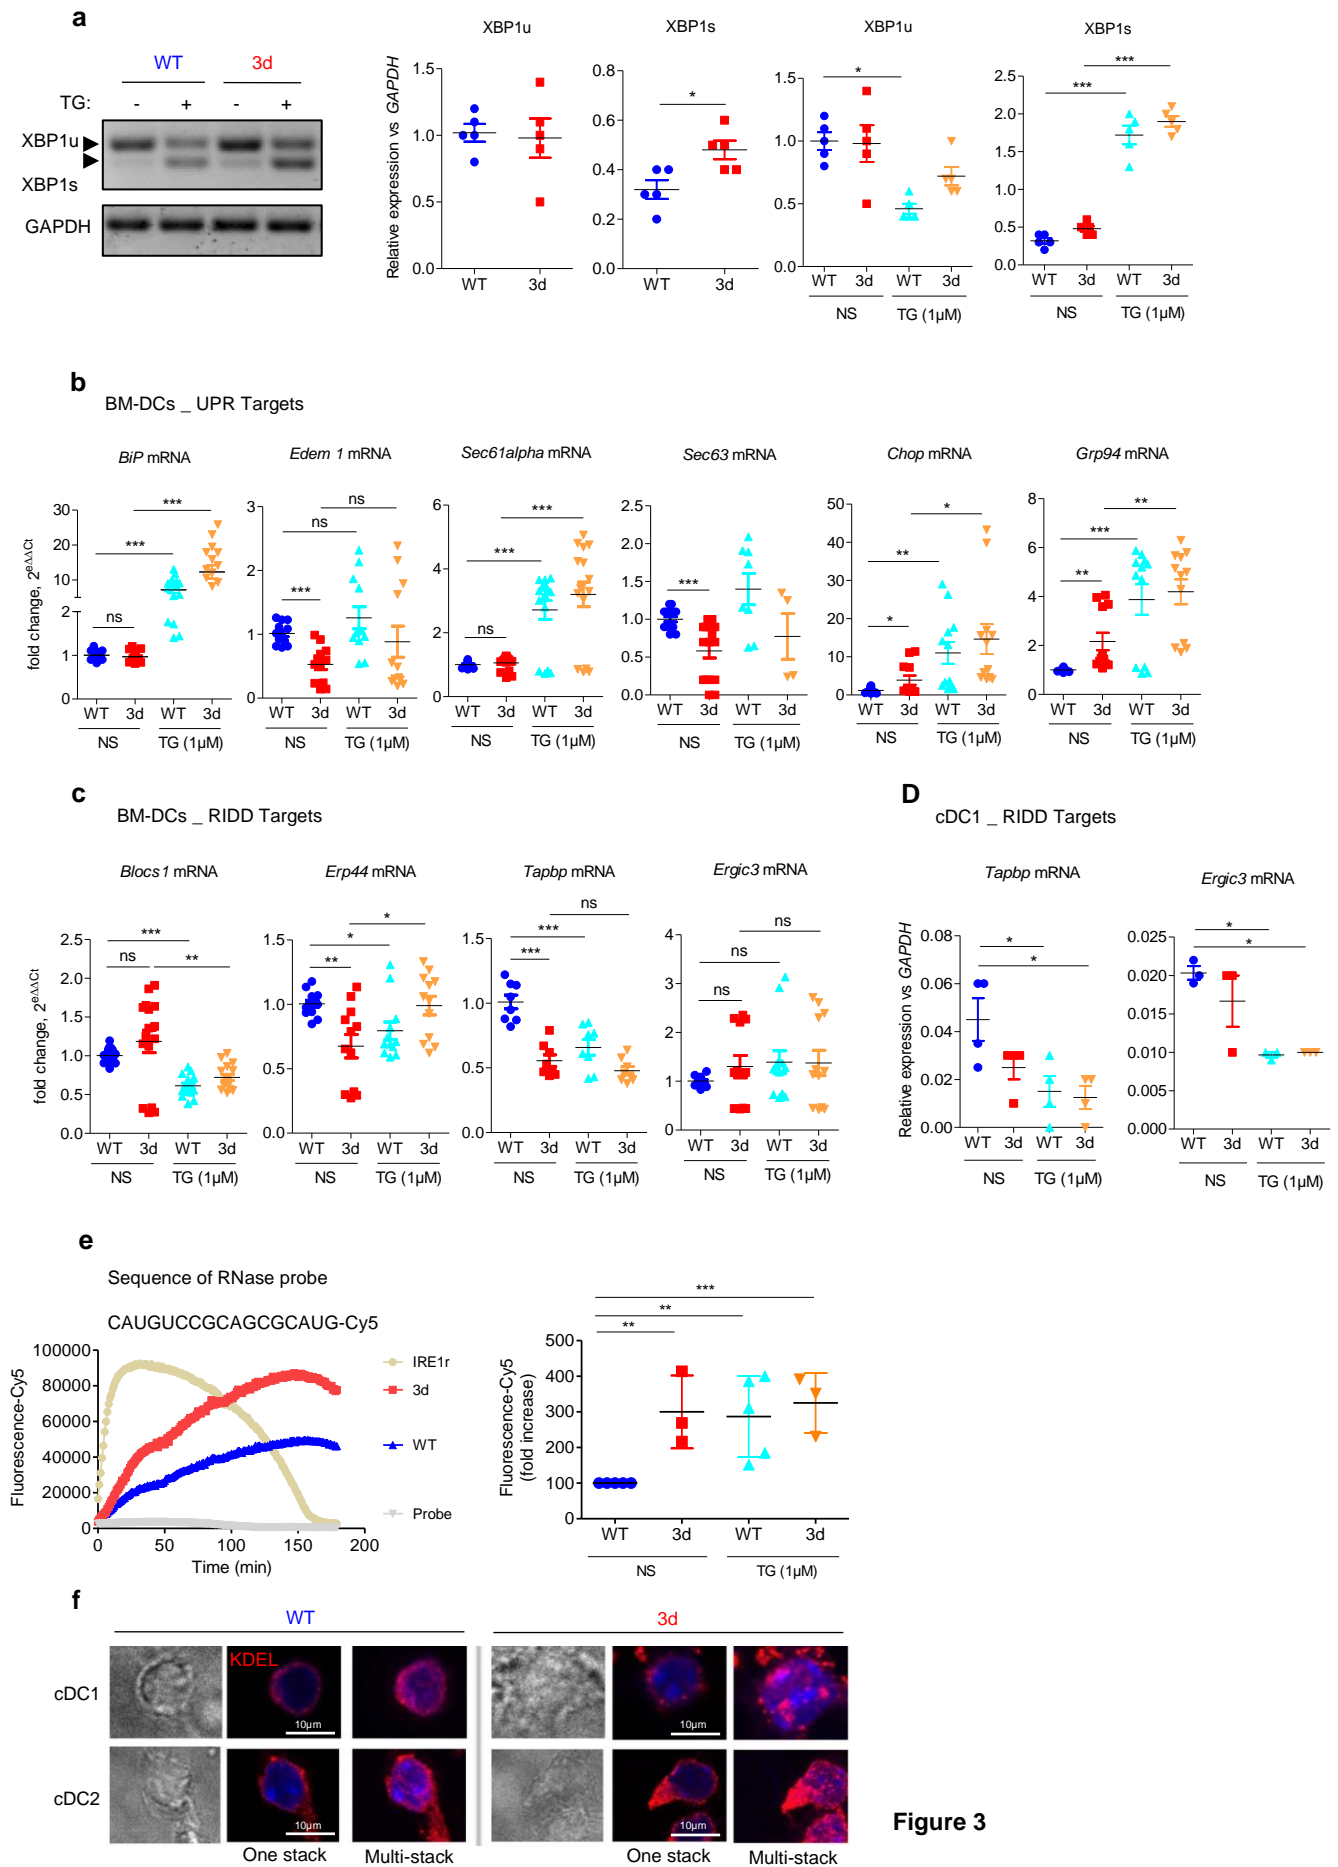 a
WT 3d
TG: - + - +
XBP1u
XBP1s
GAPDH
XBP1u
Relative expression vs GAPDH
1.5
1.0
0.5
0.0
WT 3d
XBP1s
0.8
0.6
0.4
0.2
0.0
*
WT 3d
XBP1u
1.5
1.0
0.5
0.0
*
WT 3d WT 3d
NS TG (1µM)
XBP1s
2.5
2.0
1.5
1.0
0.5
0.0
***
***
WT 3d WT 3d
NS TG (1µM)
b
BM-DCs _ UPR Targets
BiP mRNA
fold change, 2^eΔΔCt
30
20
10
2
1
0
***
***
ns
WT 3d WT 3d
NS TG (1µM)
Edem 1 mRNA
3
2
1
0
ns
ns
***
WT 3d WT 3d
NS TG (1µM)
Sec61alpha mRNA
6
4
2
0
***
***
ns
WT 3d WT 3d
NS TG (1µM)
Sec63 mRNA
2.5
2.0
1.5
1.0
0.5
0.0
***
WT 3d WT 3d
NS TG (1µM)
Chop mRNA
50
40
30
20
10
0
*
**
*
WT 3d WT 3d
NS TG (1µM)
Grp94 mRNA
8
6
4
2
0
**
***
**
WT 3d WT 3d
NS TG (1µM)
c
BM-DCs _ RIDD Targets
Blocs1 mRNA
fold change, 2^eΔΔCt
2.5
2.0
1.5
1.0
0.5
0.0
***
ns **
WT 3d WT 3d
NS TG (1µM)
Erp44 mRNA
1.5
1.0
0.5
0.0
*
*
**
WT 3d WT 3d
NS TG (1µM)
Tapbp mRNA
1.5
1.0
0.5
0.0
ns
***
***
WT 3d WT 3d
NS TG (1µM)
Ergic3 mRNA
4
3
2
1
0
ns
ns
ns
WT 3d WT 3d
NS TG (1µM)
D
cDC1 _ RIDD Targets
Tapbp mRNA
Relative expression vs GAPDH
0.08
0.06
0.04
0.02
0.00
*
*
WT 3d WT 3d
NS TG (1µM)
Ergic3 mRNA
0.025
0.020
0.015
0.010
0.005
0.000
*
*
WT 3d WT 3d
NS TG (1µM)
e
Sequence of RNase probe
CAUGUCCGCAGCGCAUG-Cy5
Fluorescence-Cy5
100000
80000
60000
40000
20000
0
0 50 100 150 200
Time (min)
IRE1r
3d
WT
Probe
Fluorescence-Cy5
(fold increase)
500
400
300
200
100
0
***
**
**
WT 3d WT 3d
NS TG (1µM)
f
WT 3d
cDC1
KDEL
10µm
10µm
cDC2
10µm
10µm
One stack Multi-stack One stack Multi-stack
Figure 3